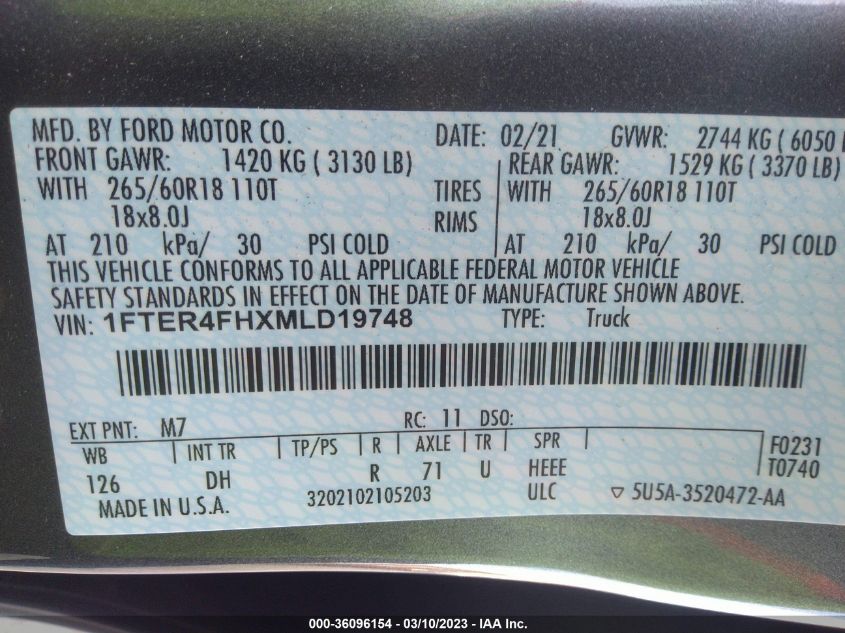 MFD. BY FORD MOTOR CO. DATE: 02/21 GVWR: 2744 KG ( 6050
FRONT GAWR: 1420 KG ( 3130 LB) REAR GAWR: 1529 KG ( 3370 LB)
WITH 265/60R18 110T TIRES WITH 265/60R18 110T
18x8.0J RIMS 18x8.0J
AT 210 kPa/ 30 PSI COLD AT 210 kPa/ 30 PSI COLD
THIS VEHICLE CONFORMS TO ALL APPLICABLE FEDERAL MOTOR VEHICLE
SAFETY STANDARDS IN EFFECT ON THE DATE OF MANUFACTURE SHOWN ABOVE.
VIN: 1FTER4FHXMLD19748 TYPE: Truck
EXT PNT: M7 RC: 11 DSO:
WB INT TR TP/PS R AXLE TR SPR F0231
126 DH R 71 U HEEE T0740
MADE IN U.S.A. 3202102105203 ULC ▽ 5U5A-3520472-AA
000-36096154 — 03/10/2023 — IAA Inc.